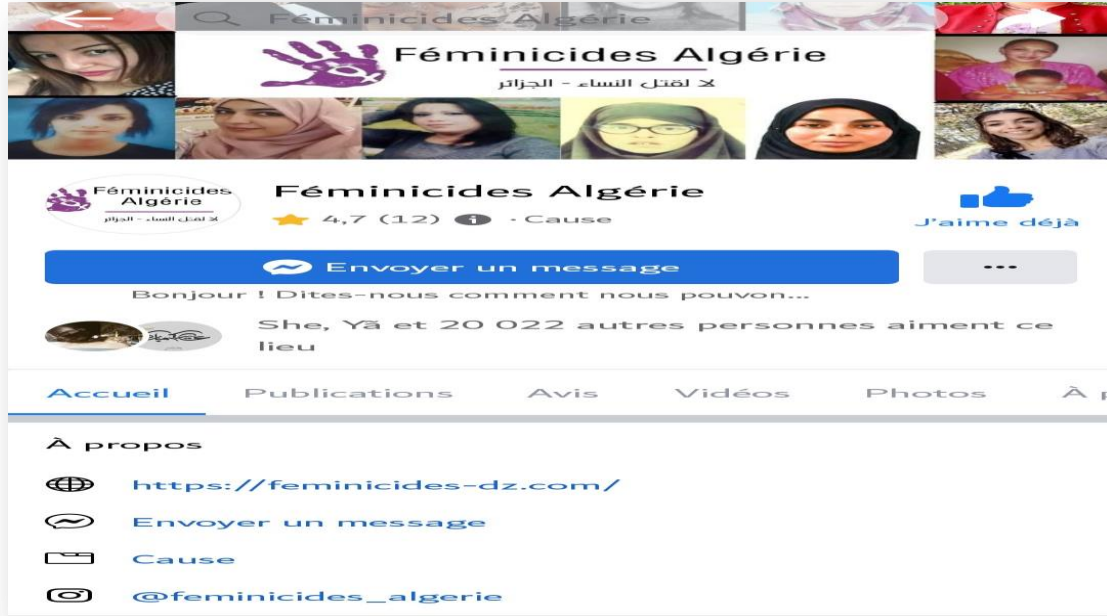 Féminicides Algérie
Féminicides Algérie
لا لقتل النساء - الجزائر
Féminicides
Algérie
لا لقتل النساء - الجزائر
Féminicides Algérie
4,7 (12) · Cause
J'aime déjà
Envoyer un message
Bonjour ! Dites-nous comment nous pouvon...
She, Yã et 20 022 autres personnes aiment ce
lieu
Accueil Publications Avis Vidéos Photos À p
À propos
https://feminicides-dz.com/
Envoyer un message
Cause
@feminicides_algerie